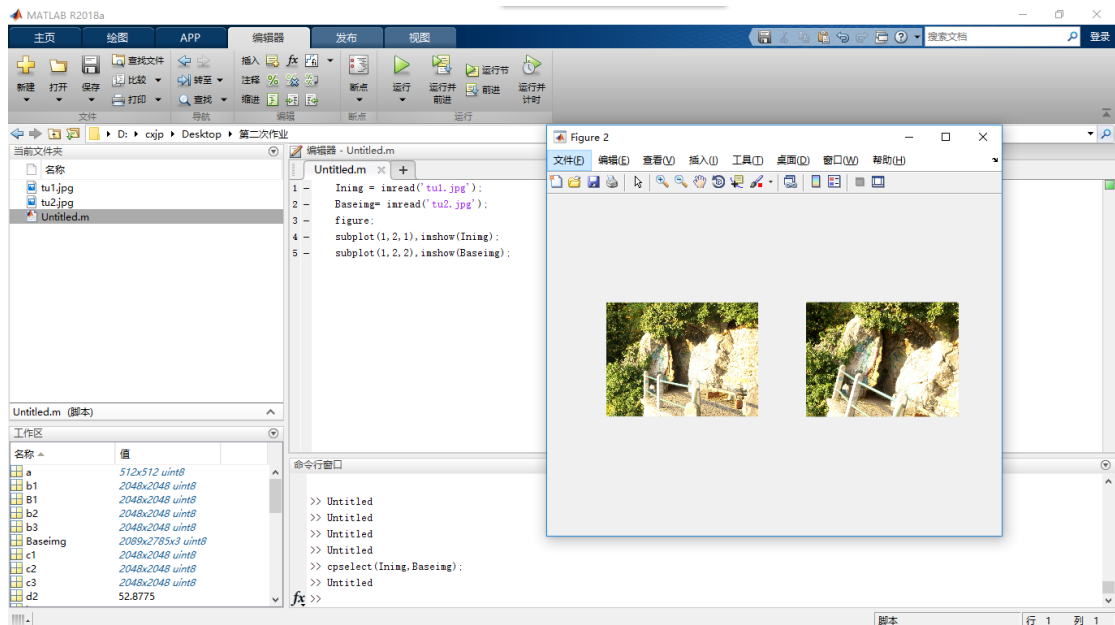 MATLAB R2018a
主页 绘图 APP 编辑器 发布 视图 搜索文档 登录
新建 打开 保存 查找文件 比较 打印 转至 查找 插入 fx 注释 % 缩进 断点 运行 运行并前进 运行节 前进 运行并计时
文件 导航 编辑 断点 运行
D: cxjp Desktop 第二次作业
当前文件夹
名称
tu1.jpg
tu2.jpg
Untitled.m
Untitled.m (脚本)
工作区
名称 值
a 512x512 uint8
b1 2048x2048 uint8
B1 2048x2048 uint8
b2 2048x2048 uint8
b3 2048x2048 uint8
Baseimg 2089x2785x3 uint8
c1 2048x2048 uint8
c2 2048x2048 uint8
c3 2048x2048 uint8
d2 52.8775
编辑器 - Untitled.m
Untitled.m
1 Inimg = imread('tu1.jpg');
2 Baseimg= imread('tu2.jpg');
3 figure;
4 subplot(1,2,1),imshow(Inimg);
5 subplot(1,2,2),imshow(Baseimg);
命令行窗口
>> Untitled
>> Untitled
>> Untitled
>> Untitled
>> cpselect(Inimg,Baseimg);
>> Untitled
fx >>
Figure 2
文件(F) 编辑(E) 查看(V) 插入(I) 工具(T) 桌面(D) 窗口(W) 帮助(H)
脚本 行 1 列 1